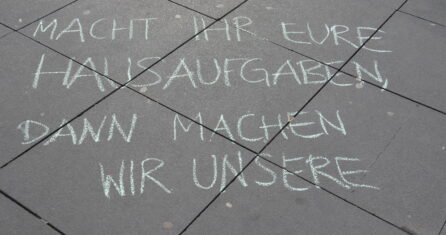 MACHT IHR EURE
HAUSAUFGABEN,
DANN MACHEN
WIR UNSERE